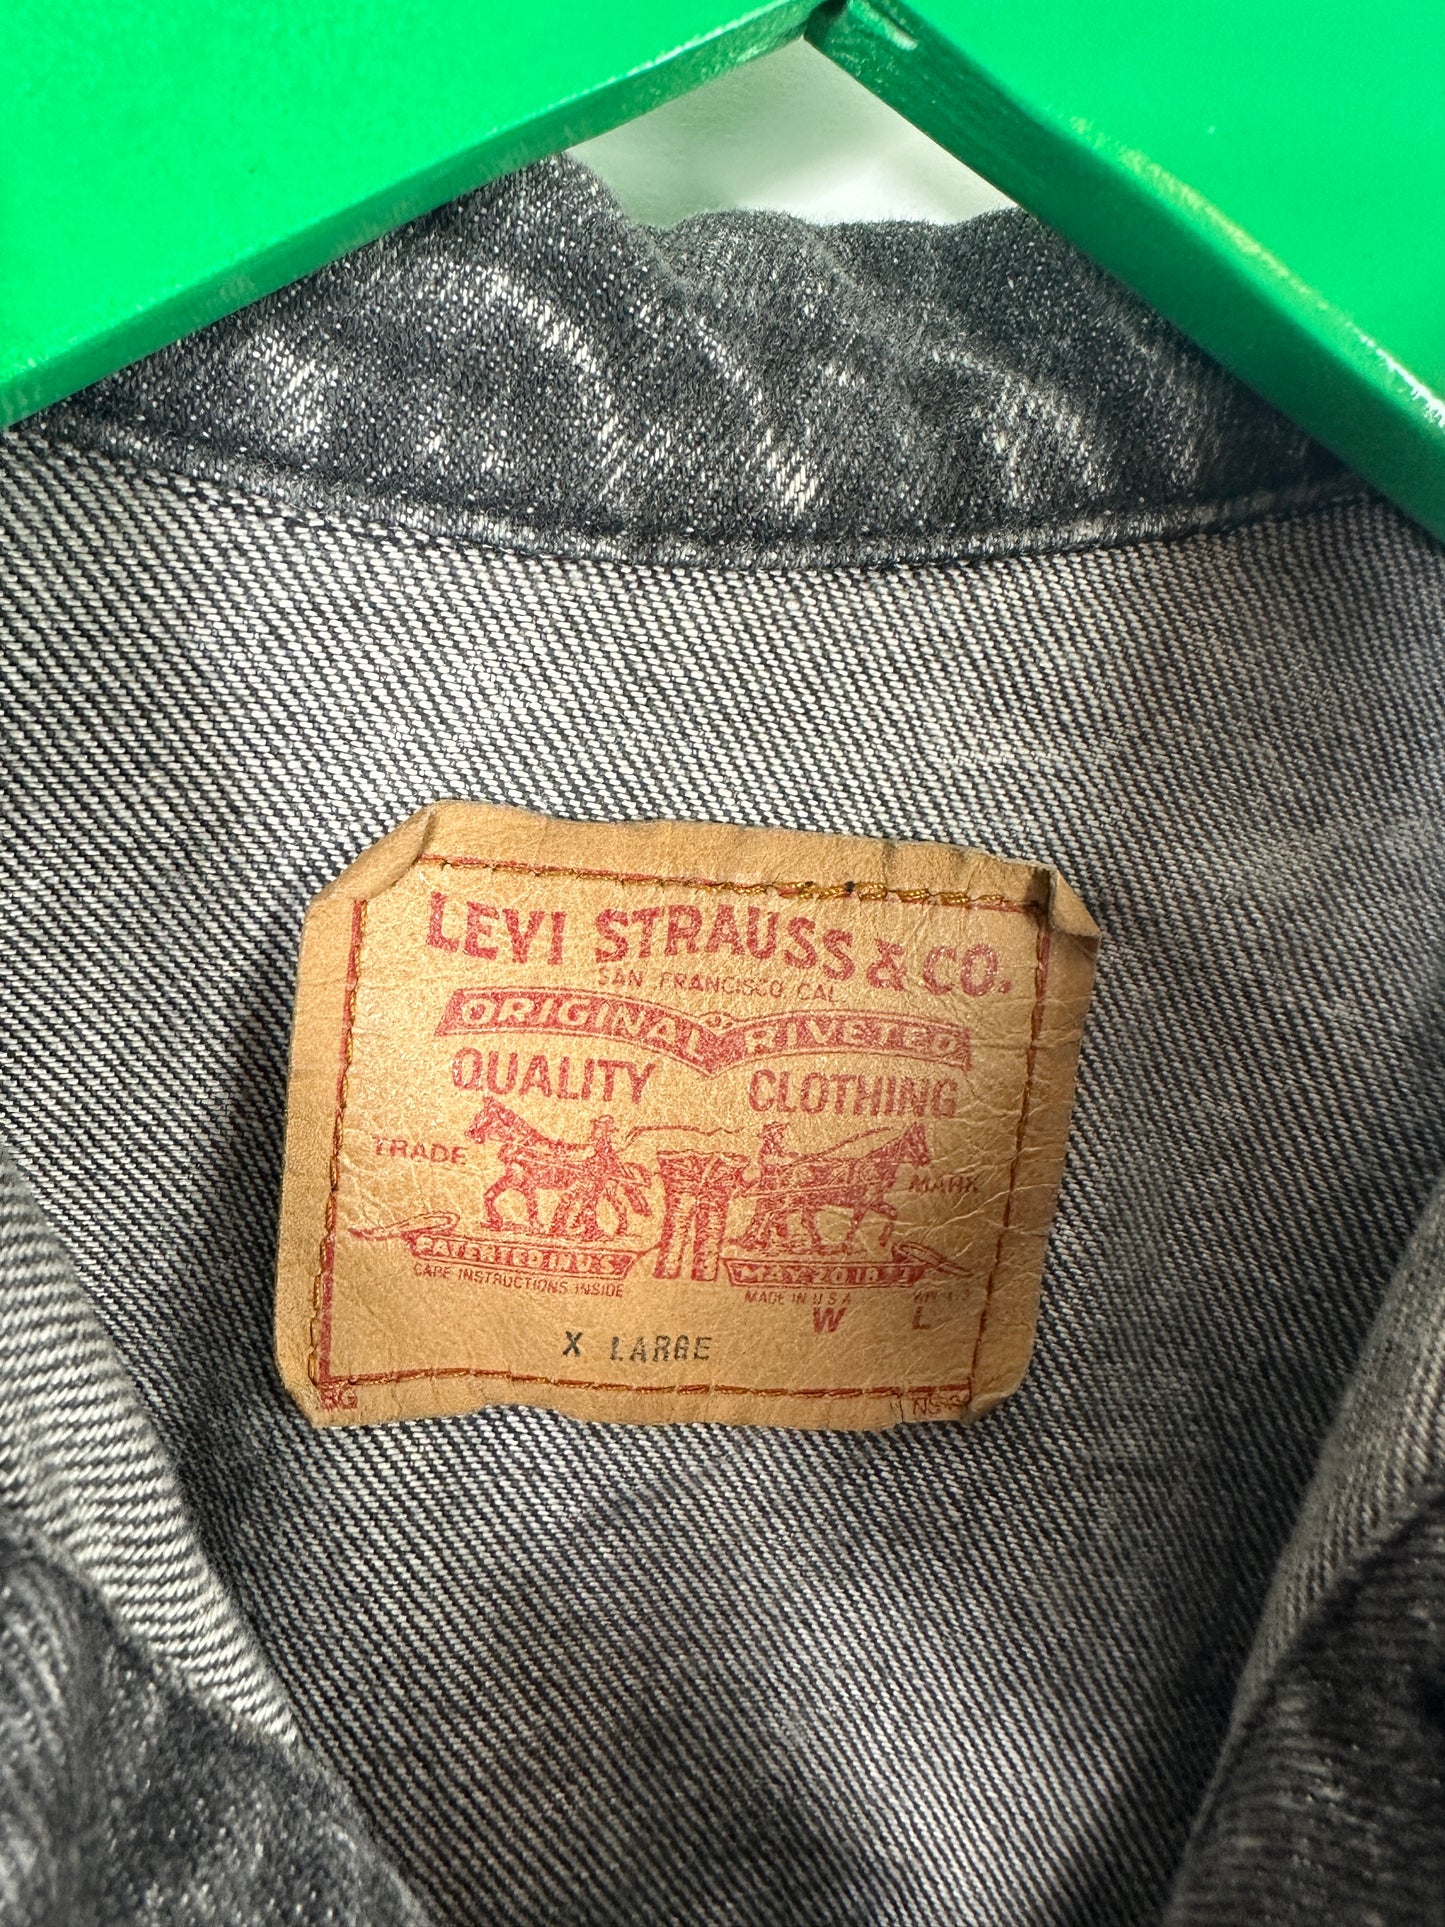 LEVI STRAUSS & CO.
SAN FRANCISCO, CAL
ORIGINAL RIVETED
QUALITY CLOTHING
TRADE MARK
PATENTED IN U.S. MAY 20 1873
CARE INSTRUCTIONS INSIDE MADE IN U S A
W L
X LARGE